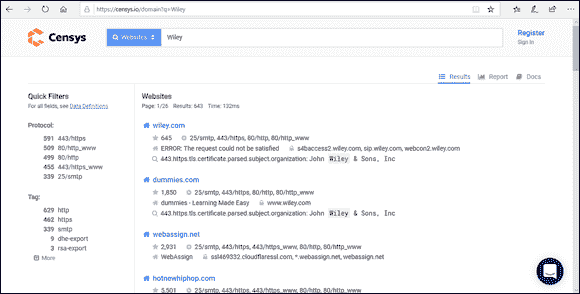 https://censys.io/domain?q=Wiley
Censys
Websites
Wiley
Register
Sign In
Results
Report
Docs
Quick Filters
For all fields, see Data Definitions
Protocol:
591 443/https
509 80/http_www
499 80/http
455 443/https_www
339 25/smtp
Tag:
629 http
462 https
339 smtp
9 dhe-export
3 rsa-export
More
Websites
Page: 1/26 Results: 643 Time: 132ms
wiley.com
645 25/smtp, 443/https, 80/http, 80/http_www
ERROR: The request could not be satisfied s4baccess2.wiley.com, sip.wiley.com, webcon2.wiley.com
443.https.tls.certificate.parsed.subject.organization: John Wiley & Sons, Inc
dummies.com
1,850 25/smtp, 443/https, 80/http, 80/http_www
dummies - Learning Made Easy www.wiley.com
443.https.tls.certificate.parsed.subject.organization: John Wiley & Sons, Inc
webassign.net
2,931 25/smtp, 443/https, 443/https_www, 80/http, 80/http_www
WebAssign ssl469332.cloudflaressl.com, *.webassign.net, webassign.net
hotnewhiphop.com
5,501 25/smtp, 443/https, 443/https_www, 80/http, 80/http_www